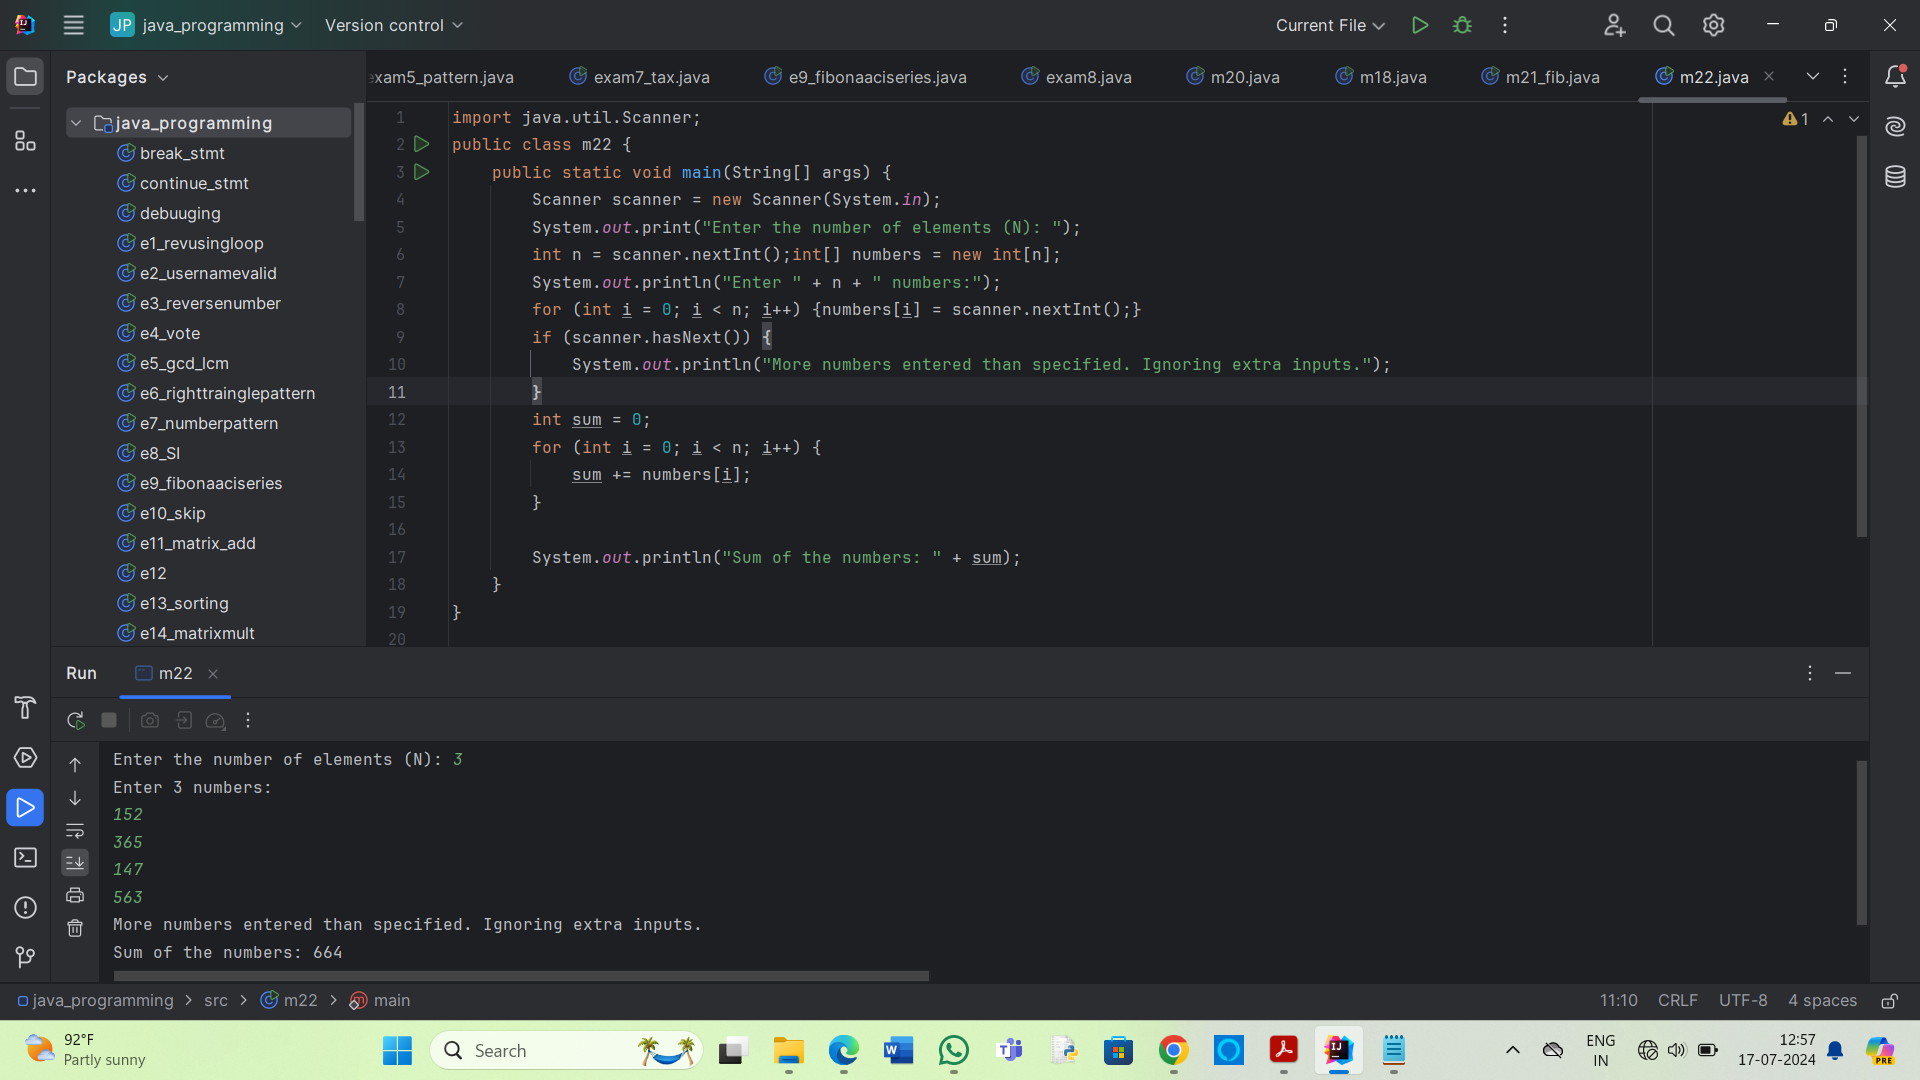 JP java_programming Version control Current File
Packages
xam5_pattern.java exam7_tax.java e9_fibonaaciseries.java exam8.java m20.java m18.java m21_fib.java m22.java
java_programming
break_stmt
continue_stmt
debuuging
e1_revusingloop
e2_usernamevalid
e3_reversenumber
e4_vote
e5_gcd_lcm
e6_righttrainglepattern
e7_numberpattern
e8_SI
e9_fibonaaciseries
e10_skip
e11_matrix_add
e12
e13_sorting
e14_matrixmult
1 import java.util.Scanner;
2 public class m22 {
3 public static void main(String[] args) {
4 Scanner scanner = new Scanner(System.in);
5 System.out.print("Enter the number of elements (N): ");
6 int n = scanner.nextInt();int[] numbers = new int[n];
7 System.out.println("Enter " + n + " numbers:");
8 for (int i = 0; i < n; i++) {numbers[i] = scanner.nextInt();}
9 if (scanner.hasNext()) {
10 System.out.println("More numbers entered than specified. Ignoring extra inputs.");
11 }
12 int sum = 0;
13 for (int i = 0; i < n; i++) {
14 sum += numbers[i];
15 }
16
17 System.out.println("Sum of the numbers: " + sum);
18 }
19 }
20
1
Run m22
Enter the number of elements (N): 3
Enter 3 numbers:
152
365
147
563
More numbers entered than specified. Ignoring extra inputs.
Sum of the numbers: 664
java_programming > src > m22 > main 11:10 CRLF UTF-8 4 spaces
92°F
Partly sunny
Search
ENG
IN
12:57
17-07-2024
PRE